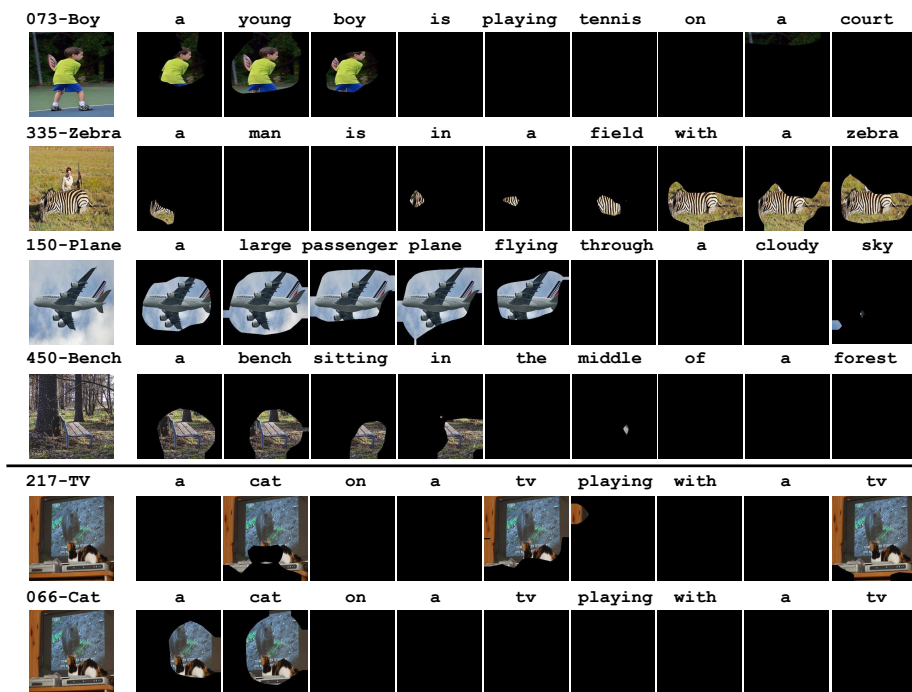 073-Boy a young boy is playing tennis on a court
335-Zebra a man is in a field with a zebra
150-Plane a large passenger plane flying through a cloudy sky
450-Bench a bench sitting in the middle of a forest
217-TV a cat on a tv playing with a tv
066-Cat a cat on a tv playing with a tv